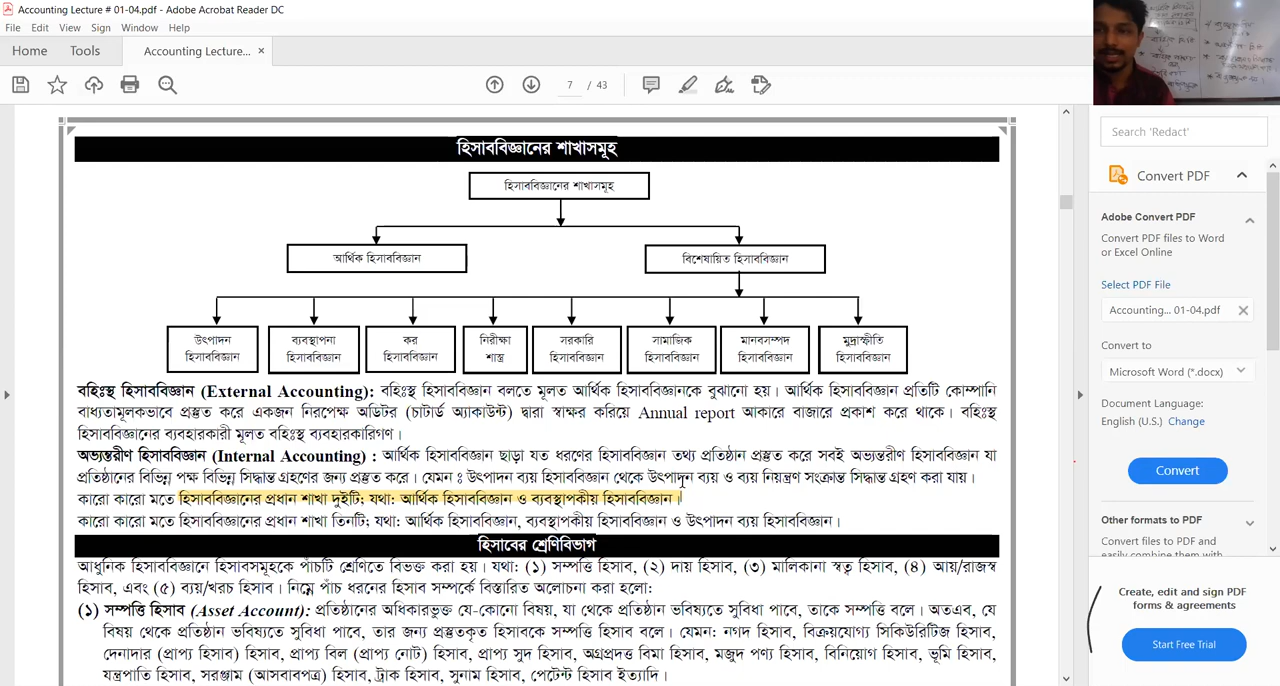 Accounting Lecture # 01-04.pdf - Adobe Acrobat Reader DC
File Edit View Sign Window Help
Home Tools Accounting Lecture... ×
7 / 43
হিসাববিজ্ঞানের শাখাসমূহ
হিসাববিজ্ঞানের শাখাসমূহ
আর্থিক হিসাববিজ্ঞান
বিশেষায়িত হিসাববিজ্ঞান
উৎপাদন
হিসাববিজ্ঞান
ব্যবস্থাপনা
হিসাববিজ্ঞান
কর
হিসাববিজ্ঞান
নিরীক্ষা
শাস্ত্র
সরকারি
হিসাববিজ্ঞান
সামাজিক
হিসাববিজ্ঞান
মানবসম্পদ
হিসাববিজ্ঞান
মুদ্রাস্ফীতি
হিসাববিজ্ঞান
বহিঃস্থ হিসাববিজ্ঞান (External Accounting): বহিঃস্থ হিসাববিজ্ঞান বলতে মূলত আর্থিক হিসাববিজ্ঞানকে বুঝানো হয়। আর্থিক হিসাববিজ্ঞান প্রতিটি কোম্পানি
বাধ্যতামূলকভাবে প্রস্তুত করে একজন নিরপেক্ষ অডিটর (চাটার্ড অ্যাকাউন্ট) দ্বারা স্বাক্ষর করিয়ে Annual report আকারে বাজারে প্রকাশ করে থাকে। বহিঃস্থ
হিসাববিজ্ঞানের ব্যবহারকারী মূলত বহিঃস্থ ব্যবহারকারিগণ।
অভ্যন্তরীণ হিসাববিজ্ঞান (Internal Accounting) : আর্থিক হিসাববিজ্ঞান ছাড়া যত ধরণের হিসাববিজ্ঞান তথ্য প্রতিষ্ঠান প্রস্তুত করে সবই অভ্যন্তরীণ হিসাববিজ্ঞান যা
প্রতিষ্ঠানের বিভিন্ন পক্ষ বিভিন্ন সিদ্ধান্ত গ্রহণের জন্য প্রস্তুত করে। যেমন ঃ উৎপাদন ব্যয় হিসাববিজ্ঞান থেকে উৎপাদন ব্যয় ও ব্যয় নিয়ন্ত্রণ সংক্রান্ত সিদ্ধান্ত গ্রহণ করা যায়।
কারো কারো মতে হিসাববিজ্ঞানের প্রধান শাখা দুইটি; যথা: আর্থিক হিসাববিজ্ঞান ও ব্যবস্থাপকীয় হিসাববিজ্ঞান।
কারো কারো মতে হিসাববিজ্ঞানের প্রধান শাখা তিনটি; যথা: আর্থিক হিসাববিজ্ঞান, ব্যবস্থাপকীয় হিসাববিজ্ঞান ও উৎপাদন ব্যয় হিসাববিজ্ঞান।
হিসাবের শ্রেণিবিভাগ
আধুনিক হিসাববিজ্ঞানে হিসাবসমূহকে পাঁচটি শ্রেণিতে বিভক্ত করা হয়। যথা: (১) সম্পত্তি হিসাব, (২) দায় হিসাব, (৩) মালিকানা স্বত্ব হিসাব, (৪) আয়/রাজস্ব
হিসাব, এবং (৫) ব্যয়/খরচ হিসাব। নিম্নে পাঁচ ধরনের হিসাব সম্পর্কে বিস্তারিত আলোচনা করা হলো:
(১) সম্পত্তি হিসাব (Asset Account): প্রতিষ্ঠানের অধিকারভুক্ত যে-কোনো বিষয়, যা থেকে প্রতিষ্ঠান ভবিষ্যতে সুবিধা পাবে, তাকে সম্পত্তি বলে। অতএব, যে
বিষয় থেকে প্রতিষ্ঠান ভবিষ্যতে সুবিধা পাবে, তার জন্য প্রস্তুতকৃত হিসাবকে সম্পত্তি হিসাব বলে। যেমন: নগদ হিসাব, বিক্রয়যোগ্য সিকিউরিটিজ হিসাব,
দেনাদার (প্রাপ্য হিসাব) হিসাব, প্রাপ্য বিল (প্রাপ্য নোট) হিসাব, প্রাপ্য সুদ হিসাব, অগ্রপ্রদত্ত বিমা হিসাব, মজুদ পণ্য হিসাব, বিনিয়োগ হিসাব, ভূমি হিসাব,
যন্ত্রপাতি হিসাব, সরঞ্জাম (আসবাবপত্র) হিসাব, ট্রাক হিসাব, সুনাম হিসাব, পেটেন্ট হিসাব ইত্যাদি।
Search 'Redact'
Convert PDF
Adobe Convert PDF
Convert PDF files to Word
or Excel Online
Select PDF File
Accounting... 01-04.pdf
Convert to
Microsoft Word (*.docx)
Document Language:
English (U.S.) Change
Convert
Other formats to PDF
Convert files to PDF and
easily combine them with
Create, edit and sign PDF
forms & agreements
Start Free Trial